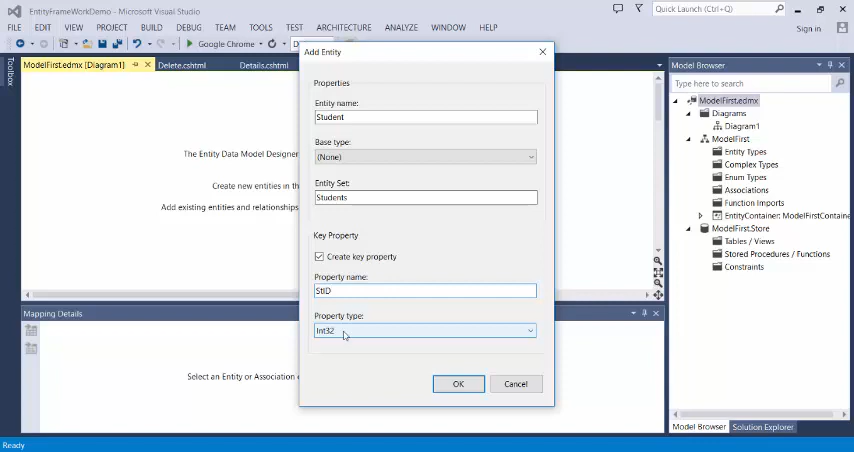 EntityFrameWorkDemo - Microsoft Visual Studio
Quick Launch (Ctrl+Q)
FILE EDIT VIEW PROJECT BUILD DEBUG TEAM TOOLS TEST ARCHITECTURE ANALYZE WINDOW HELP Sign in
Google Chrome
Toolbox
ModelFirst.edmx [Diagram1] Delete.cshtml Details.cshtml
The Entity Data Model Designer
Create new entities in th
Add existing entities and relationships
Mapping Details
Select an Entity or Association
Add Entity
Properties
Entity name:
Student
Base type:
(None)
Entity Set:
Students
Key Property
Create key property
Property name:
StID
Property type:
Int32
OK Cancel
Model Browser
Type here to search
ModelFirst.edmx
Diagrams
Diagram1
ModelFirst
Entity Types
Complex Types
Enum Types
Associations
Function Imports
EntityContainer: ModelFirstContaine
ModelFirst.Store
Tables / Views
Stored Procedures / Functions
Constraints
Model Browser Solution Explorer
Ready